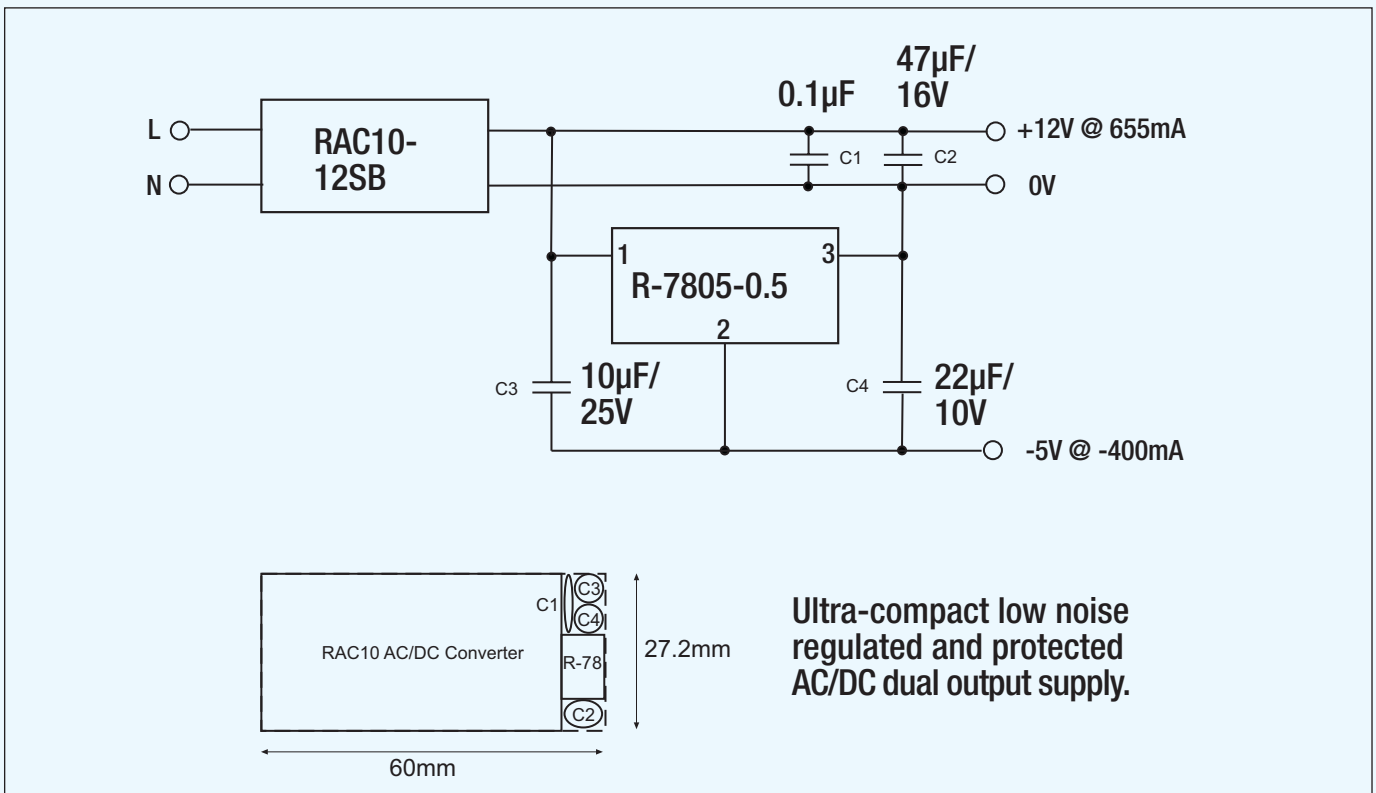 47µF/
16V
0.1µF
L
RAC10-
12SB
+12V @ 655mA
C1
C2
N
0V
1
3
R-7805-0.5
2
C3
10µF/
25V
C4
22µF/
10V
-5V @ -400mA
C3
C1
C4
RAC10 AC/DC Converter
R-78
27.2mm
C2
60mm
Ultra-compact low noise
regulated and protected
AC/DC dual output supply.